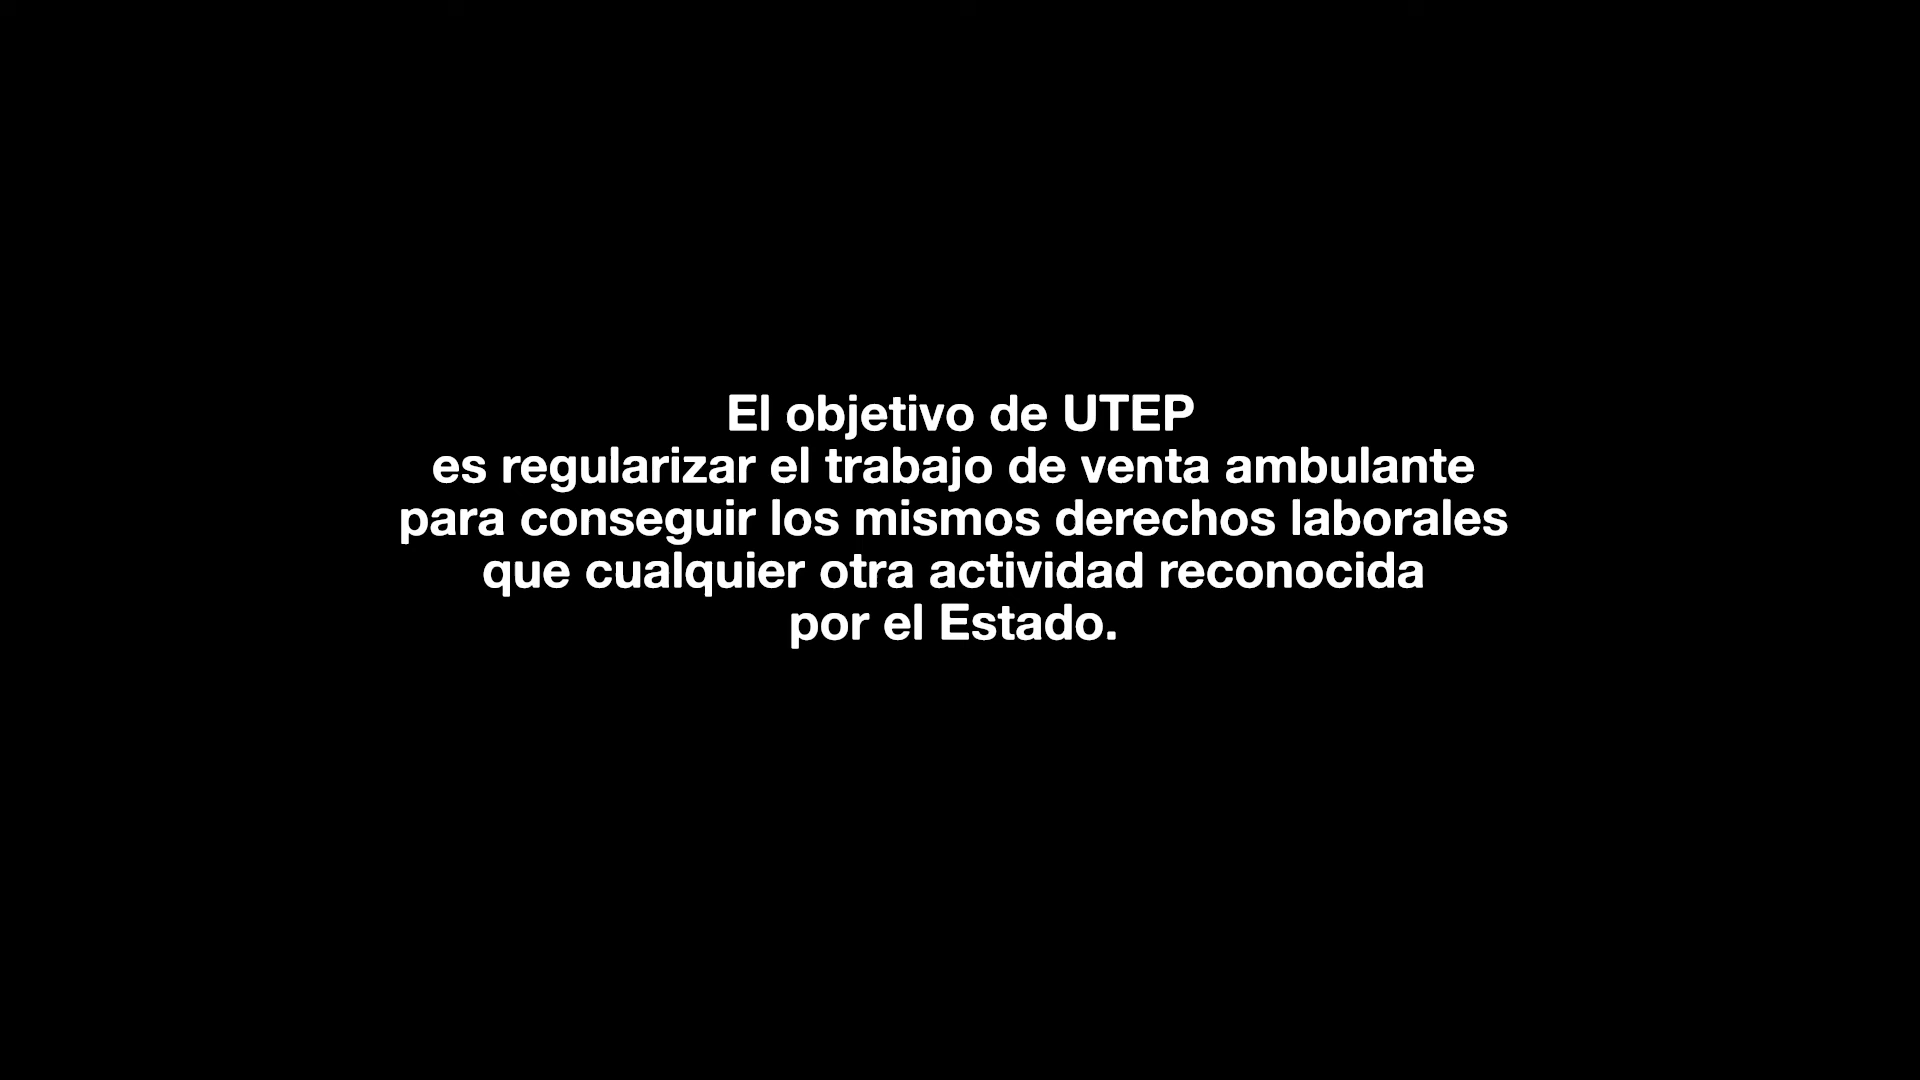 El objetivo de UTEP
es regularizar el trabajo de venta ambulante
para conseguir los mismos derechos laborales
que cualquier otra actividad reconocida
por el Estado.